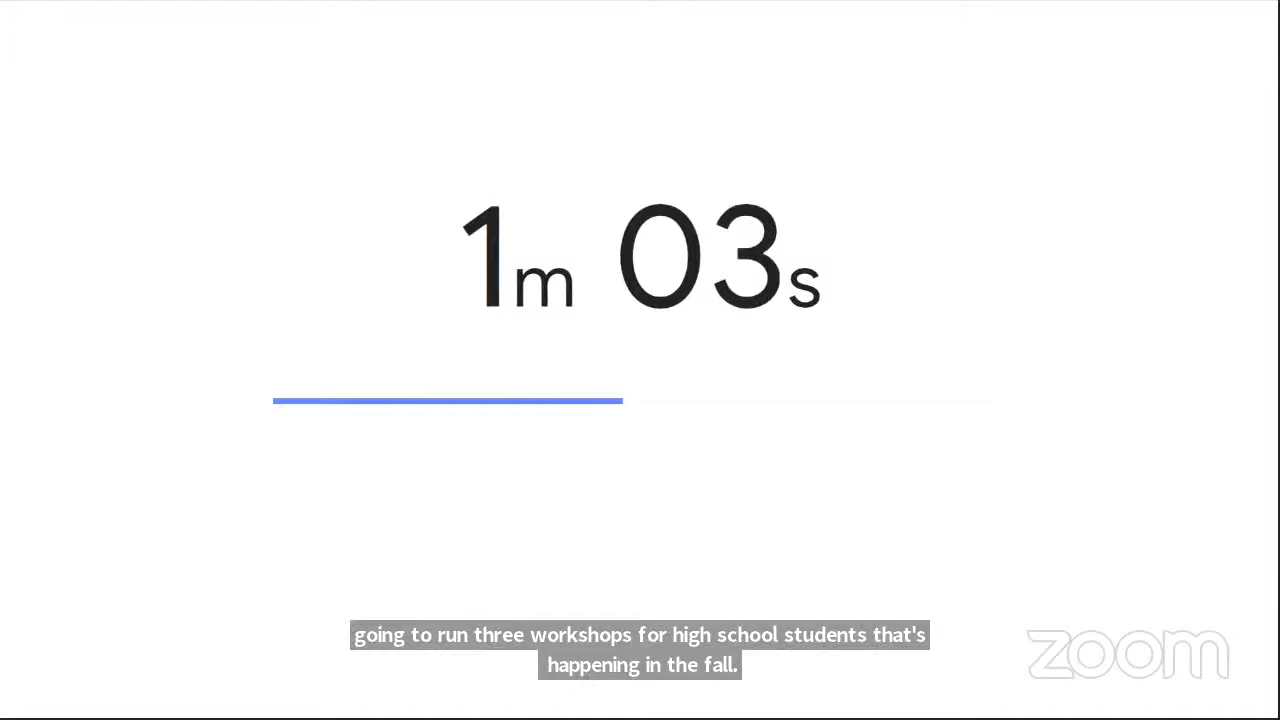 1m 03s
going to run three workshops for high school students that's
happening in the fall.
zoom